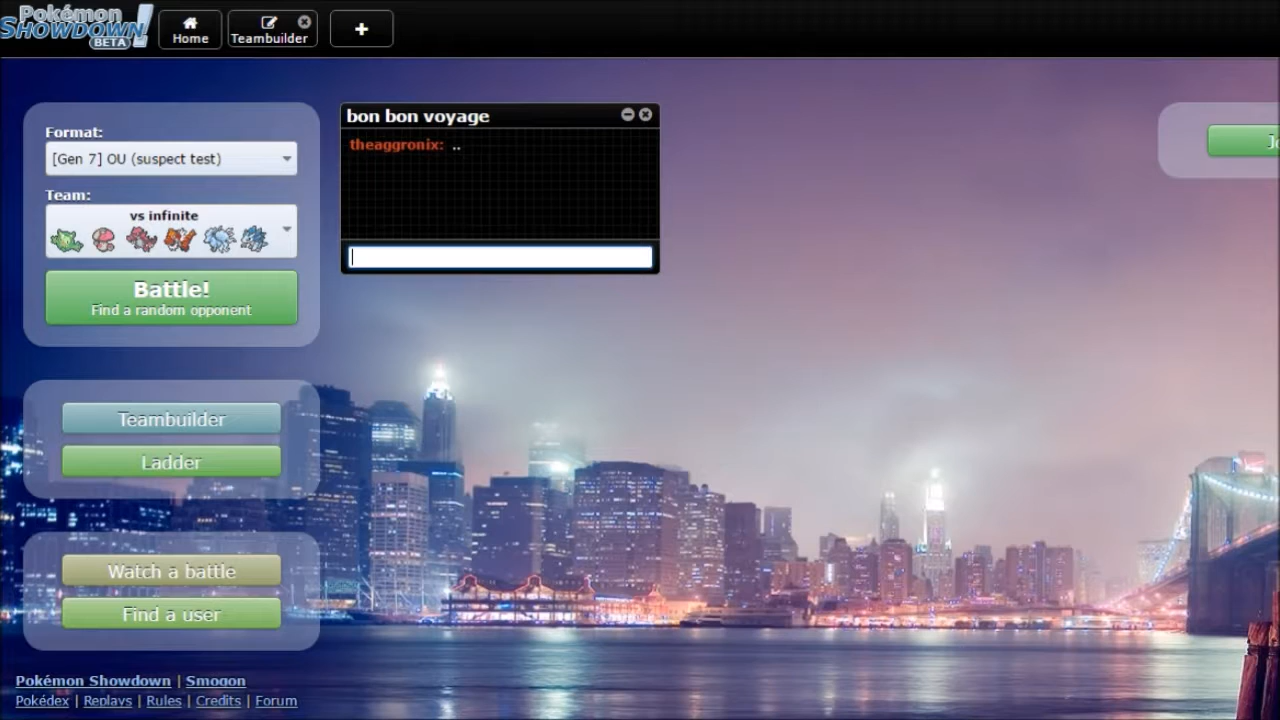 Pokémon
SHOWDOWN!
BETA
Home
Teambuilder
+
Format:
[Gen 7] OU (suspect test)
Team:
vs infinite
Battle!
Find a random opponent
Teambuilder
Ladder
Watch a battle
Find a user
Pokémon Showdown | Smogon
Pokédex | Replays | Rules | Credits | Forum
bon bon voyage
theaggronix: ..